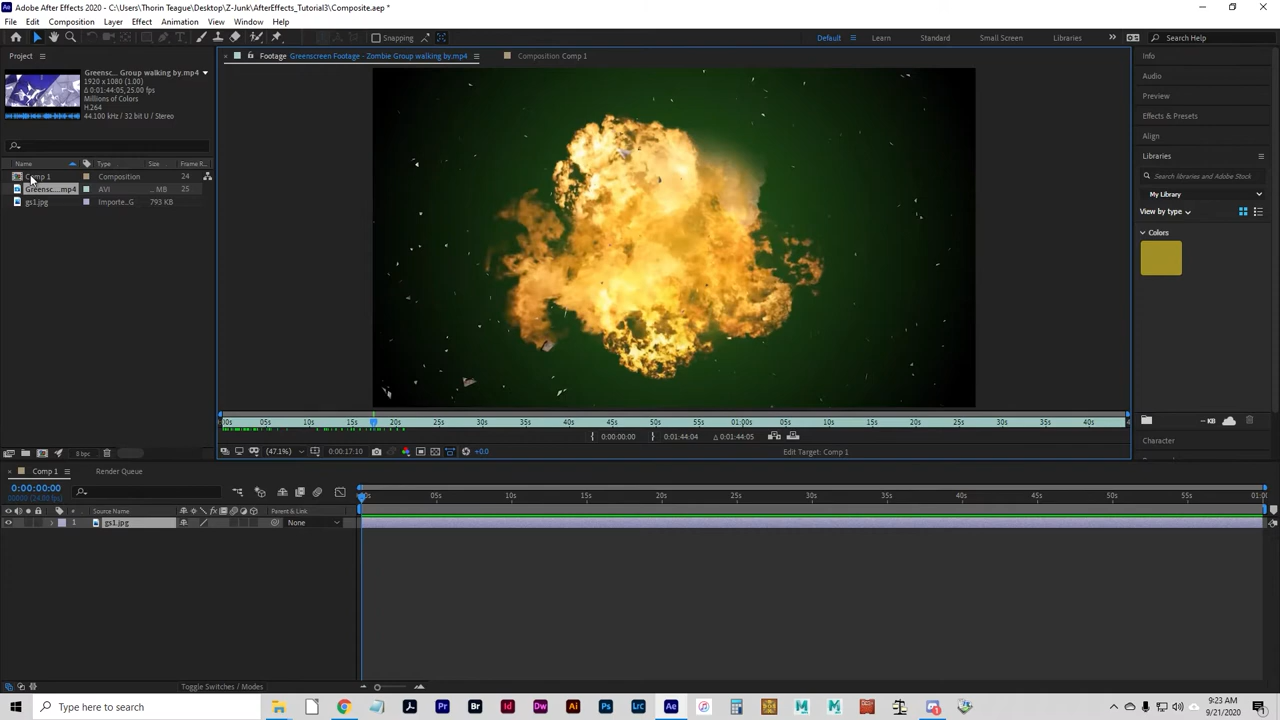 Adobe After Effects 2020 - C:\Users\Thorin Teague\Desktop\Z-Junk\AfterEffects_Tutorial3\Composite.aep *
File Edit Composition Layer Effect Animation View Window Help
Snapping Default Learn Standard Small Screen Libraries Search Help
Project
Footage Greenscreen Footage - Zombie Group walking by.mp4 Composition Comp 1
Greensc... Group walking by.mp4
1920 x 1080 (1.00)
Δ 0:01:44:05, 25.00 fps
Millions of Colors
H.264
44.100 kHz / 32 bit U / Stereo
Name Type Size Frame R...
Comp 1 Composition 24
Greensc....mp4 AVI ... MB 25
gs1.jpg Importe...G 793 KB
Info
Audio
Preview
Effects & Presets
Align
Libraries
Search libraries and Adobe Stock
My Library
View by type
Colors
-- KB
Character
:00s 05s 10s 15s 20s 25s 30s 35s 40s 45s 50s 55s 01:00 05s 10s 15s 20s 25s 30s 35s 40s 4
0:00:00:00 0:01:44:04 Δ 0:01:44:05
8 bpc
(47.1%) 0:00:17:10 +0.0 Edit Target: Comp 1
Comp 1 Render Queue
0:00:00:00
00000 (24.00 fps)
# Source Name Parent & Link
1 gs1.jpg None
:00s 05s 10s 15s 20s 25s 30s 35s 40s 45s 50s 55s 01:00
Toggle Switches / Modes
Type here to search
9:23 AM
9/21/2020